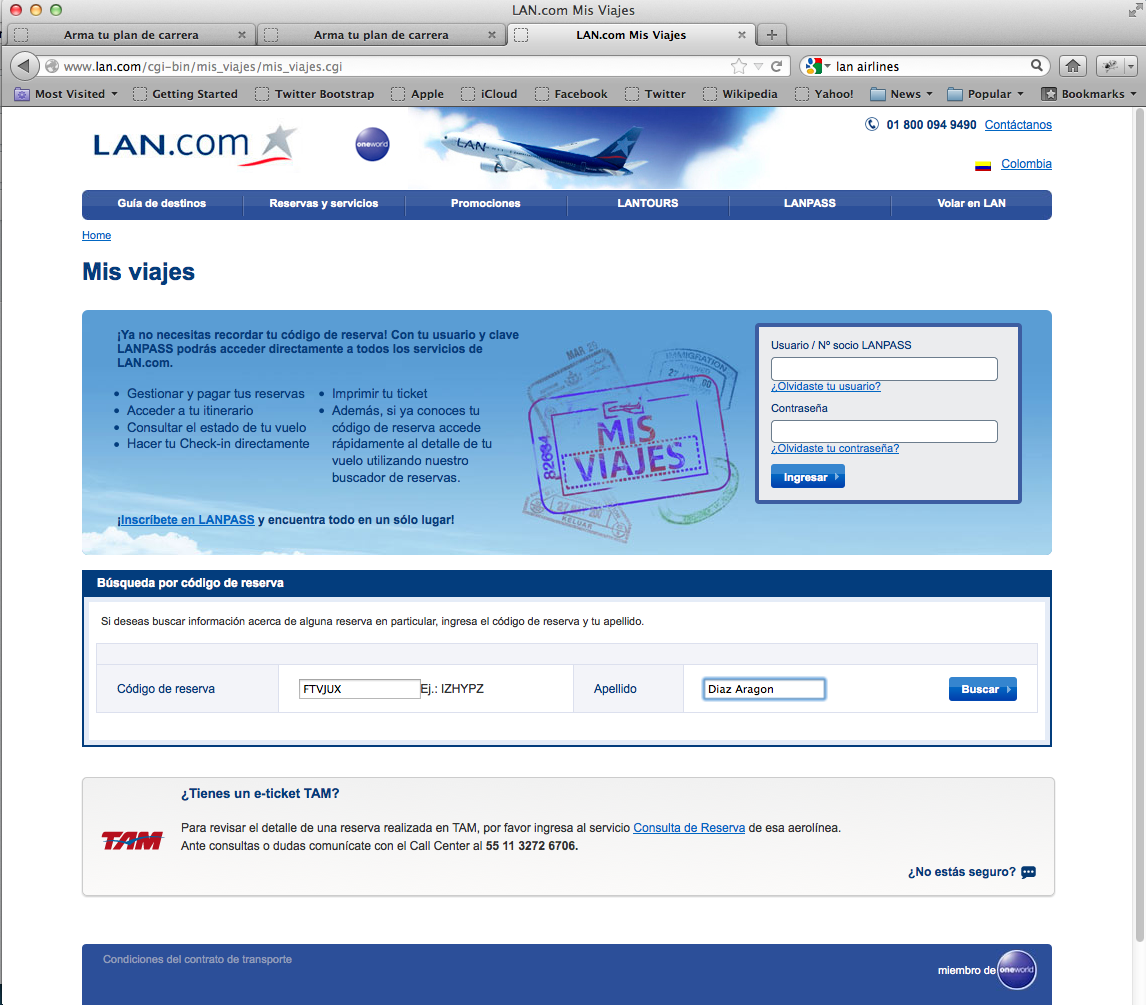 LAN.com Mis Viajes
Arma tu plan de carrera
Arma tu plan de carrera
LAN.com Mis Viajes
www.lan.com/cgi-bin/mis_viajes/mis_viajes.cgi
lan airlines
Most Visited
Getting Started
Twitter Bootstrap
Apple
iCloud
Facebook
Twitter
Wikipedia
Yahoo!
News
Popular
Bookmarks
LAN.com
oneworld
LAN
01 800 094 9490 Contáctanos
Colombia
Guía de destinos
Reservas y servicios
Promociones
LANTOURS
LANPASS
Volar en LAN
Home
Mis viajes
¡Ya no necesitas recordar tu código de reserva! Con tu usuario y clave
LANPASS podrás acceder directamente a todos los servicios de
LAN.com.
• Gestionar y pagar tus reservas
• Acceder a tu itinerario
• Consultar el estado de tu vuelo
• Hacer tu Check-in directamente
• Imprimir tu ticket
• Además, si ya conoces tu
código de reserva accede
rápidamente al detalle de tu
vuelo utilizando nuestro
buscador de reservas.
¡Inscríbete en LANPASS y encuentra todo en un sólo lugar!
MAR 25
IMMIGRATION
82634
MIS
VIAJES
Usuario / Nº socio LANPASS
¿Olvidaste tu usuario?
Contraseña
¿Olvidaste tu contraseña?
Ingresar
Búsqueda por código de reserva
Si deseas buscar información acerca de alguna reserva en particular, ingresa el código de reserva y tu apellido.
Código de reserva
FTVJUX
Ej.: IZHYPZ
Apellido
Diaz Aragon
Buscar
¿Tienes un e-ticket TAM?
TAM
Para revisar el detalle de una reserva realizada en TAM, por favor ingresa al servicio Consulta de Reserva de esa aerolínea.
Ante consultas o dudas comunícate con el Call Center al 55 11 3272 6706.
¿No estás seguro?
Condiciones del contrato de transporte
miembro de oneworld